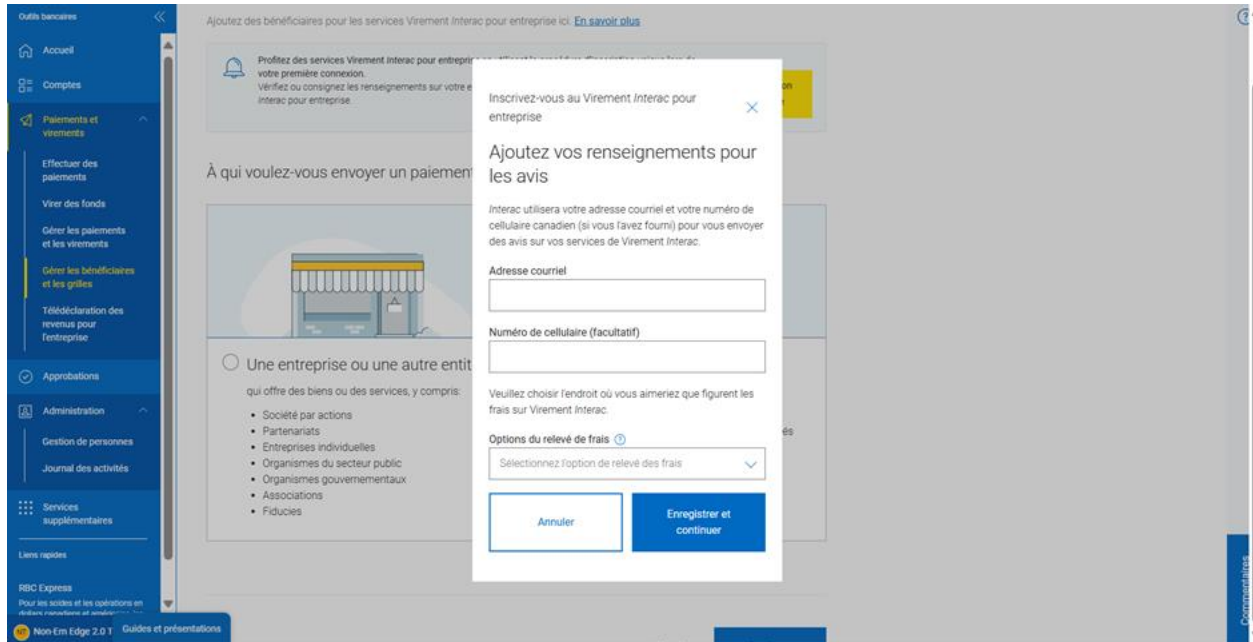 Outils bancaires
Accueil
Comptes
Paiements et
virements
Effectuer des
paiements
Virer des fonds
Gérer les paiements
et les virements
Gérer les bénéficiaires
et les grilles
Télédéclaration des
revenus pour
l'entreprise
Approbations
Administration
Gestion de personnes
Journal des activités
Services
supplémentaires
Liens rapides
RBC Express
Pour les soldes et les opérations en
Non-Em Edge 2.0 T
Guides et présentations
Ajoutez des bénéficiaires pour les services Virement Interac pour entreprise ici. En savoir plus
Profitez des services Virement Interac pour entreprise
votre première connexion.
Vérifiez ou consignez les renseignements sur votre e
Interac pour entreprise.
on
À qui voulez-vous envoyer un paiement
Une entreprise ou une autre entit
qui offre des biens ou des services, y compris:
• Société par actions
• Partenariats
• Entreprises individuelles
• Organismes du secteur public
• Organismes gouvernementaux
• Associations
• Fiducies
és
Inscrivez-vous au Virement Interac pour
entreprise
Ajoutez vos renseignements pour
les avis
Interac utilisera votre adresse courriel et votre numéro de
cellulaire canadien (si vous l'avez fourni) pour vous envoyer
des avis sur vos services de Virement Interac.
Adresse courriel
Numéro de cellulaire (facultatif)
Veuillez choisir l'endroit où vous aimeriez que figurent les
frais sur Virement Interac.
Options du relevé de frais ?
Sélectionnez l'option de relevé des frais
Annuler
Enregistrer et
continuer
Commentaires